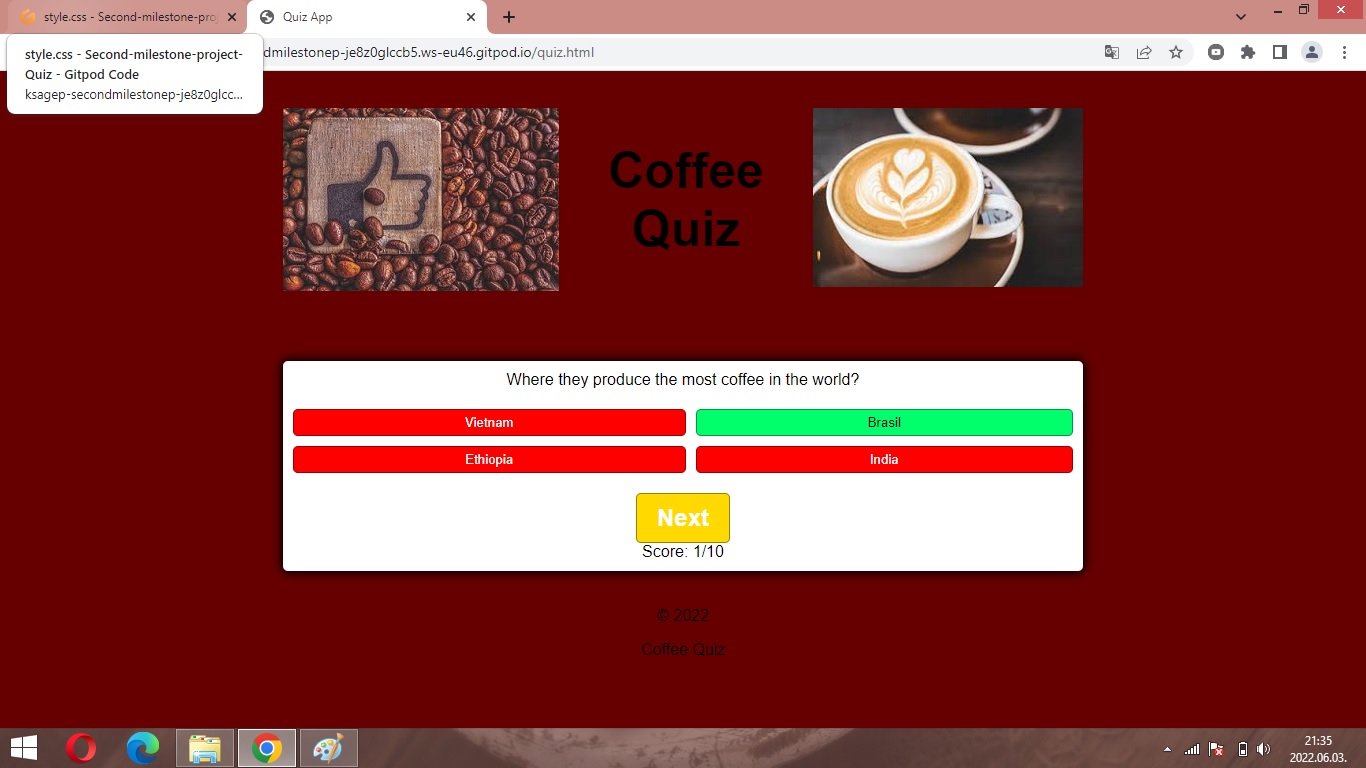 style.css - Second-milestone-proj
Quiz App
style.css - Second-milestone-project-
Quiz - Gitpod Code
ksagep-secondmilestonep-je8z0glcc...
dmilestonep-je8z0glccb5.ws-eu46.gitpod.io/quiz.html
Coffee
Quiz
Where they produce the most coffee in the world?
Vietnam
Brasil
Ethiopia
India
Next
Score: 1/10
© 2022
Coffee Quiz
21:35
2022.06.03.